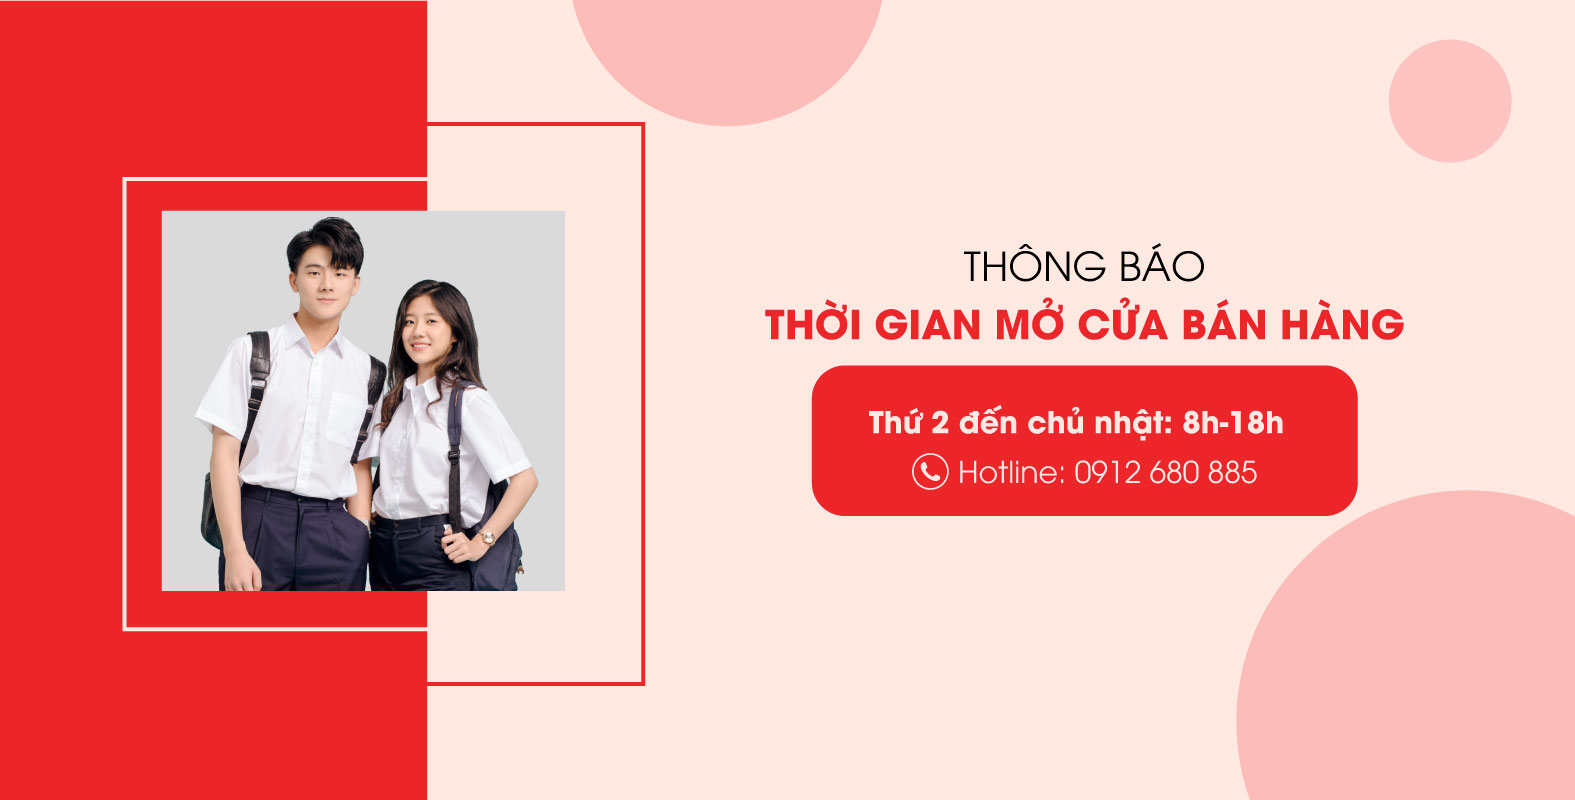 THÔNG BÁO
THỜI GIAN MỞ CỬA BÁN HÀNG
Thứ 2 đến chủ nhật: 8h-18h
Hotline: 0912 680 885